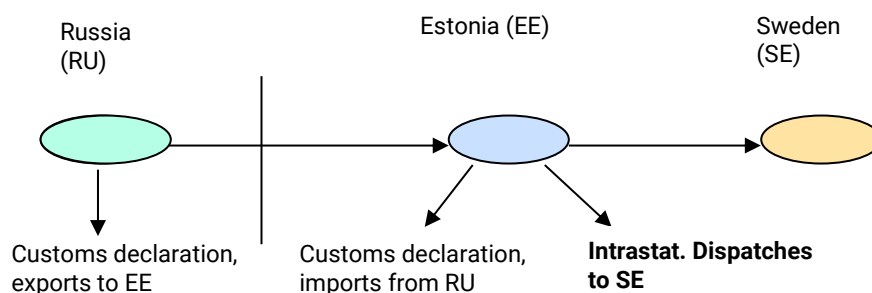 Russia
(RU)
Estonia (EE)
Sweden
(SE)
Customs declaration,
exports to EE
Customs declaration,
imports from RU
Intrastat. Dispatches
to SE